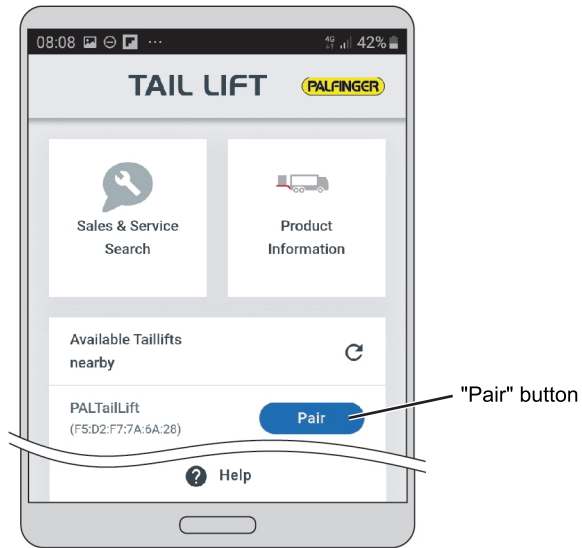 08:08 ... 4G 42%
TAIL LIFT PALFINGER
Sales & Service
Search
Product
Information
Available Taillifts
nearby
PALTailLift
(F5:D2:F7:7A:6A:28)
Pair
"Pair" button
? Help